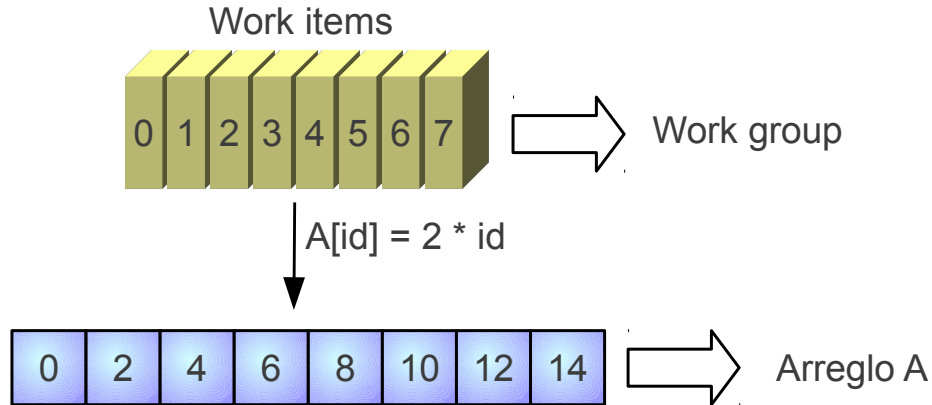 Work items
0 1 2 3 4 5 6 7
Work group
A[id] = 2 * id
0 2 4 6 8 10 12 14
Arreglo A